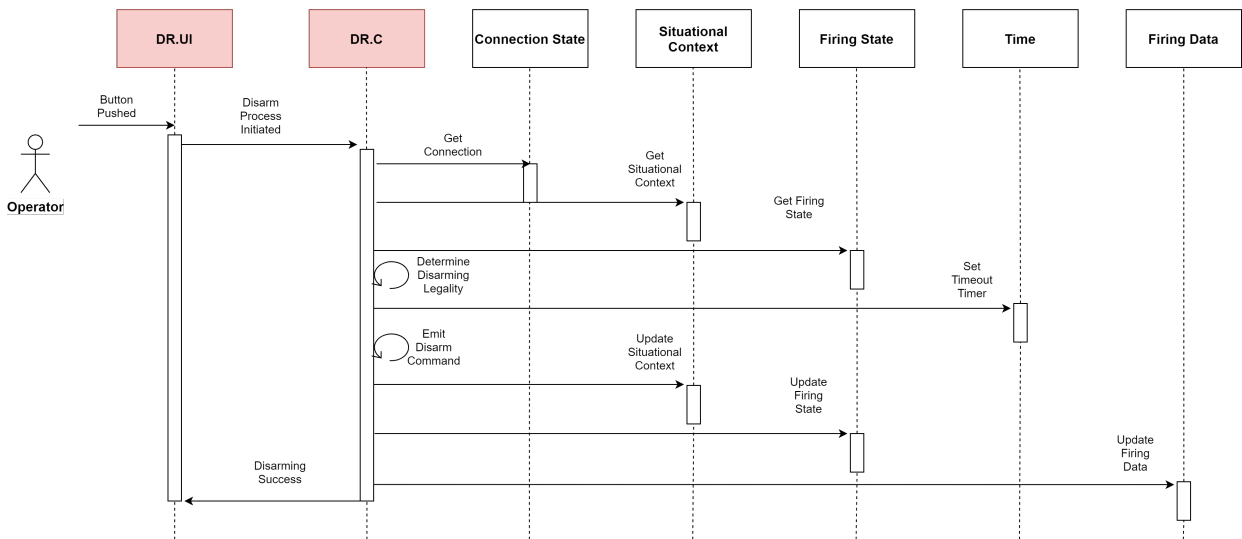 DR.UI
DR.C
Connection State
Situational
Context
Firing State
Time
Firing Data
Button
Pushed
Disarm
Process
Initiated
Get
Connection
Get
Situational
Context
Operator
Get Firing
State
Determine
Disarming
Legality
Set
Timeout
Timer
Emit
Disarm
Command
Update
Situational
Context
Update
Firing
State
Update
Firing
Data
Disarming
Success